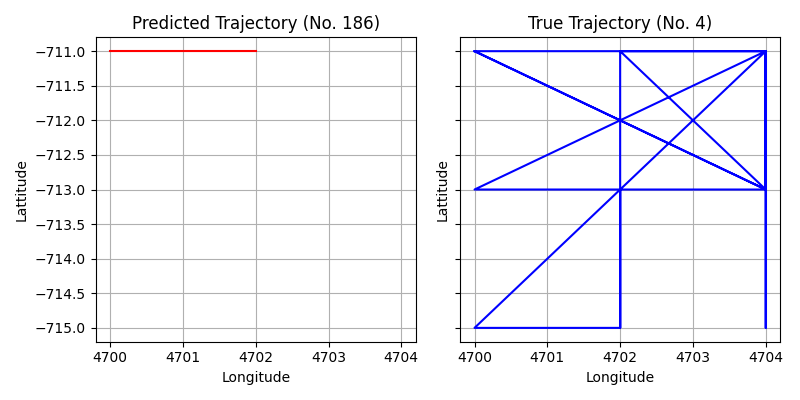 Predicted Trajectory (No. 186)
True Trajectory (No. 4)
Lattitude
−711.0
−711.5
−712.0
−712.5
−713.0
−713.5
−714.0
−714.5
−715.0
4700 4701 4702 4703 4704
Longitude
Lattitude
4700 4701 4702 4703 4704
Longitude